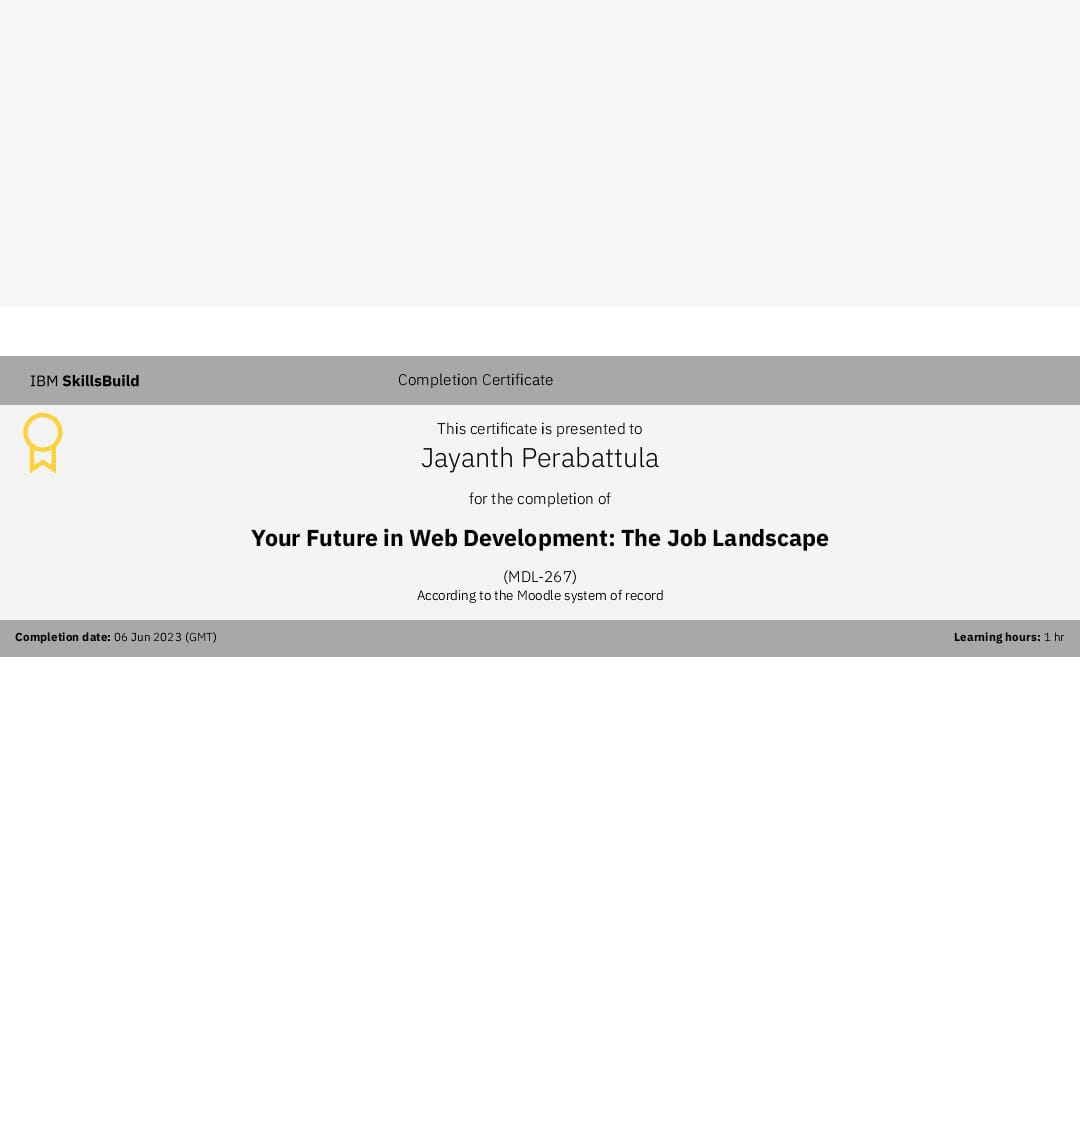 IBM SkillsBuild
Completion Certificate
This certificate is presented to
Jayanth Perabattula
for the completion of
Your Future in Web Development: The Job Landscape
(MDL-267)
According to the Moodle system of record
Completion date: 06 Jun 2023 (GMT)
Learning hours: 1 hr